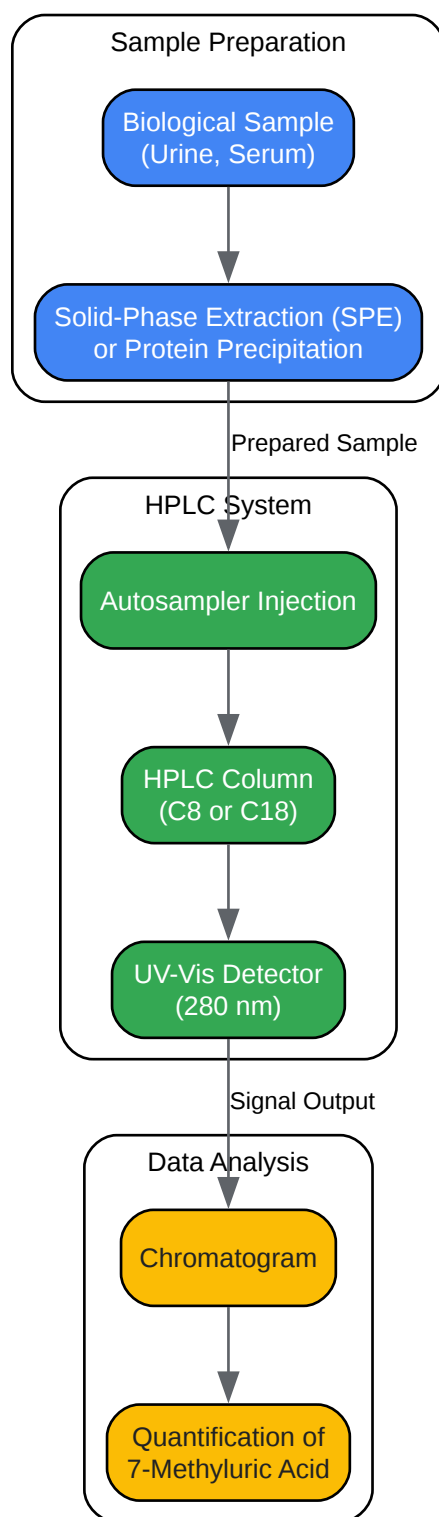 Sample Preparation
Biological Sample
(Urine, Serum)
Solid-Phase Extraction (SPE)
or Protein Precipitation
Prepared Sample
HPLC System
Autosampler Injection
HPLC Column
(C8 or C18)
UV-Vis Detector
(280 nm)
Signal Output
Data Analysis
Chromatogram
Quantification of
7-Methyluric Acid